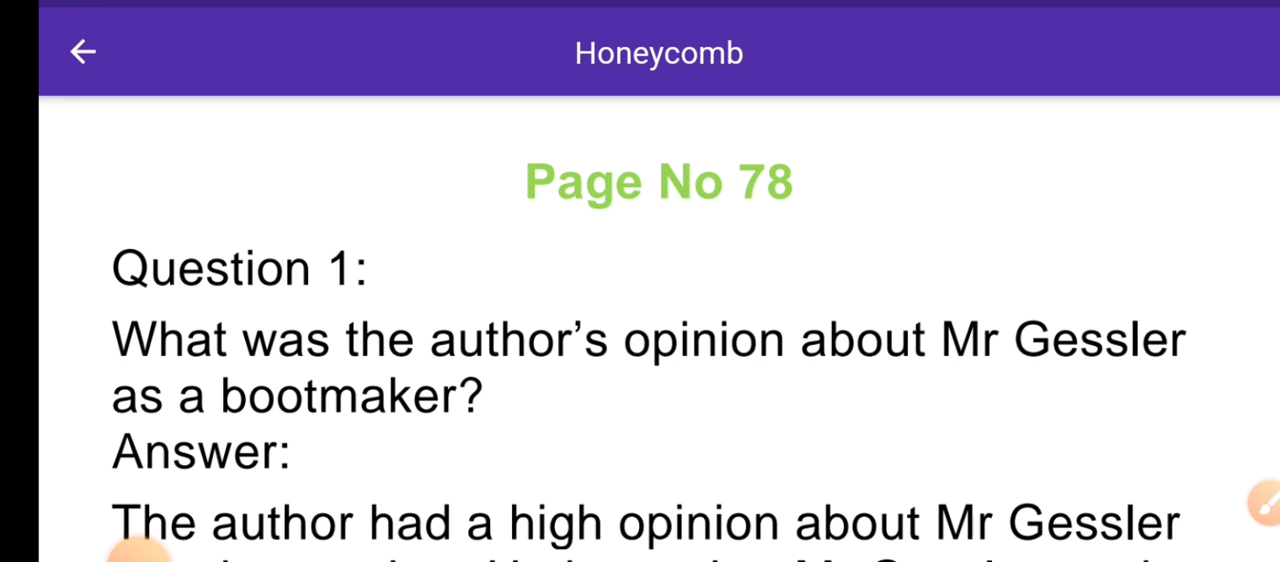 Honeycomb
Page No 78
Question 1:
What was the author’s opinion about Mr Gessler
as a bootmaker?
Answer:
The author had a high opinion about Mr Gessler